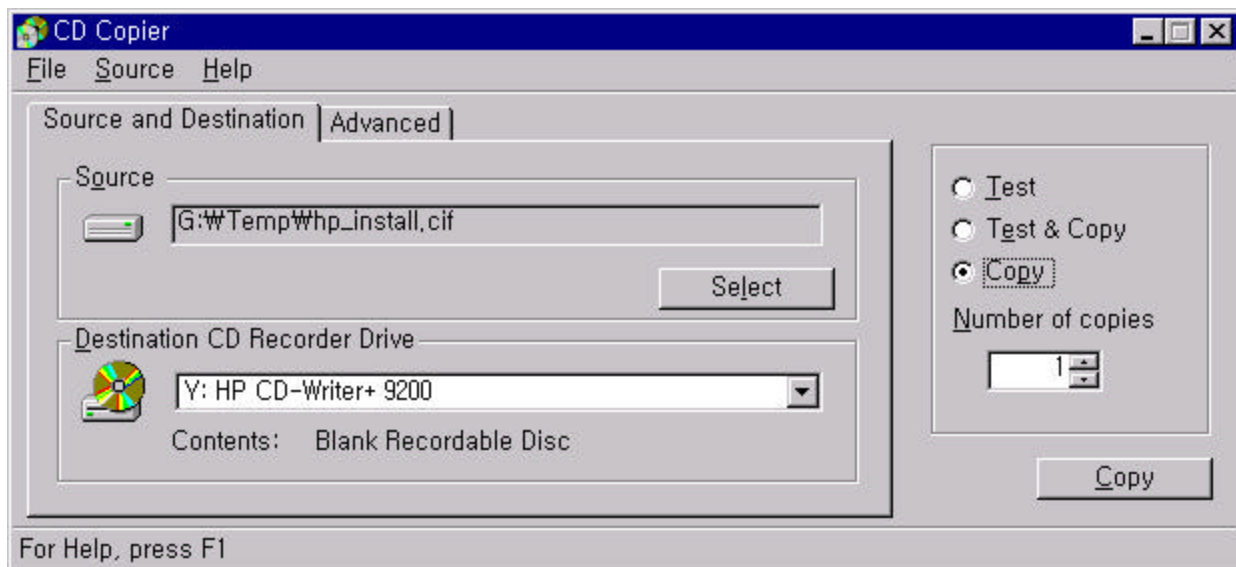 CD Copier
File Source Help
Source and Destination Advanced
Source
G:₩Temp₩hp_install.cif
Select
Destination CD Recorder Drive
Y: HP CD-Writer+ 9200
Contents: Blank Recordable Disc
Test
Test & Copy
Copy
Number of copies
1
Copy
For Help, press F1